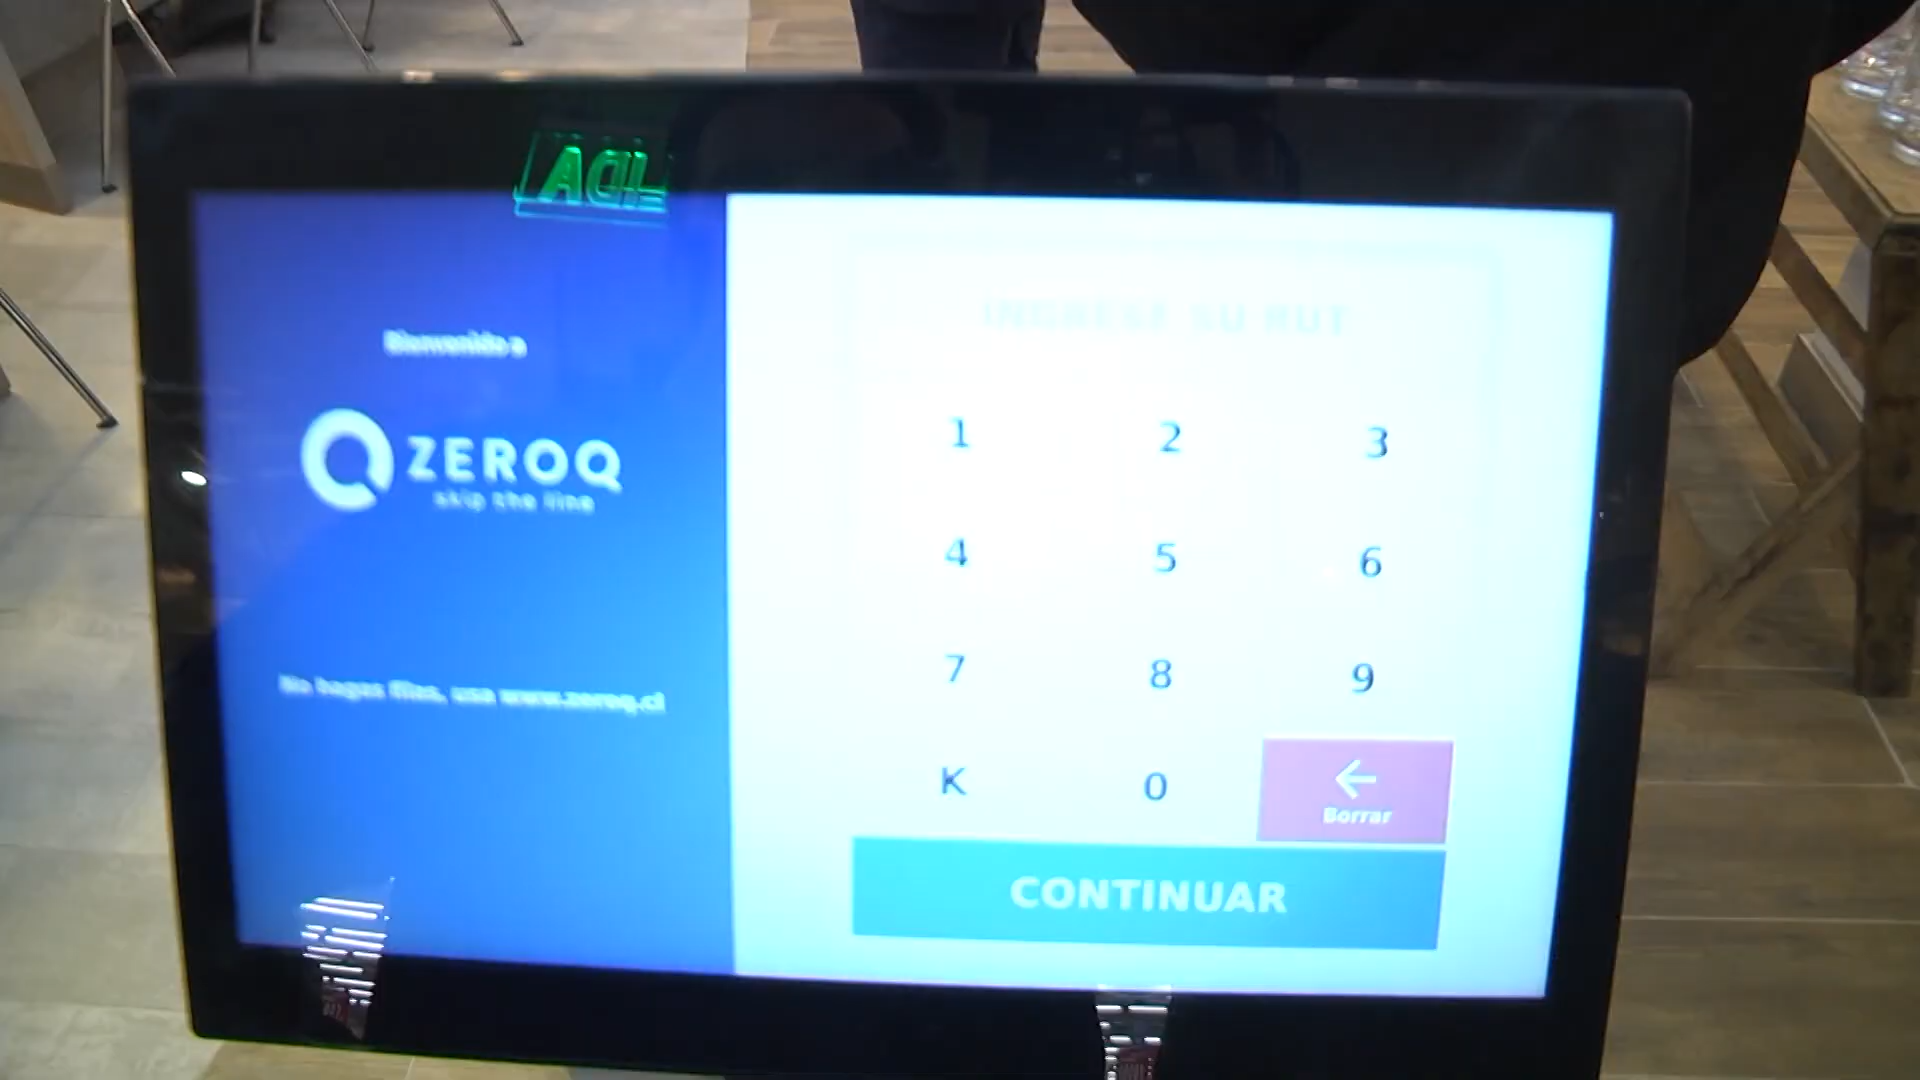 Bienvenido a
ZEROQ
skip the line
No hagas filas, usa www.zeroq.cl
INGRESE SU RUT
1 2 3
4 5 6
7 8 9
K 0
Borrar
CONTINUAR